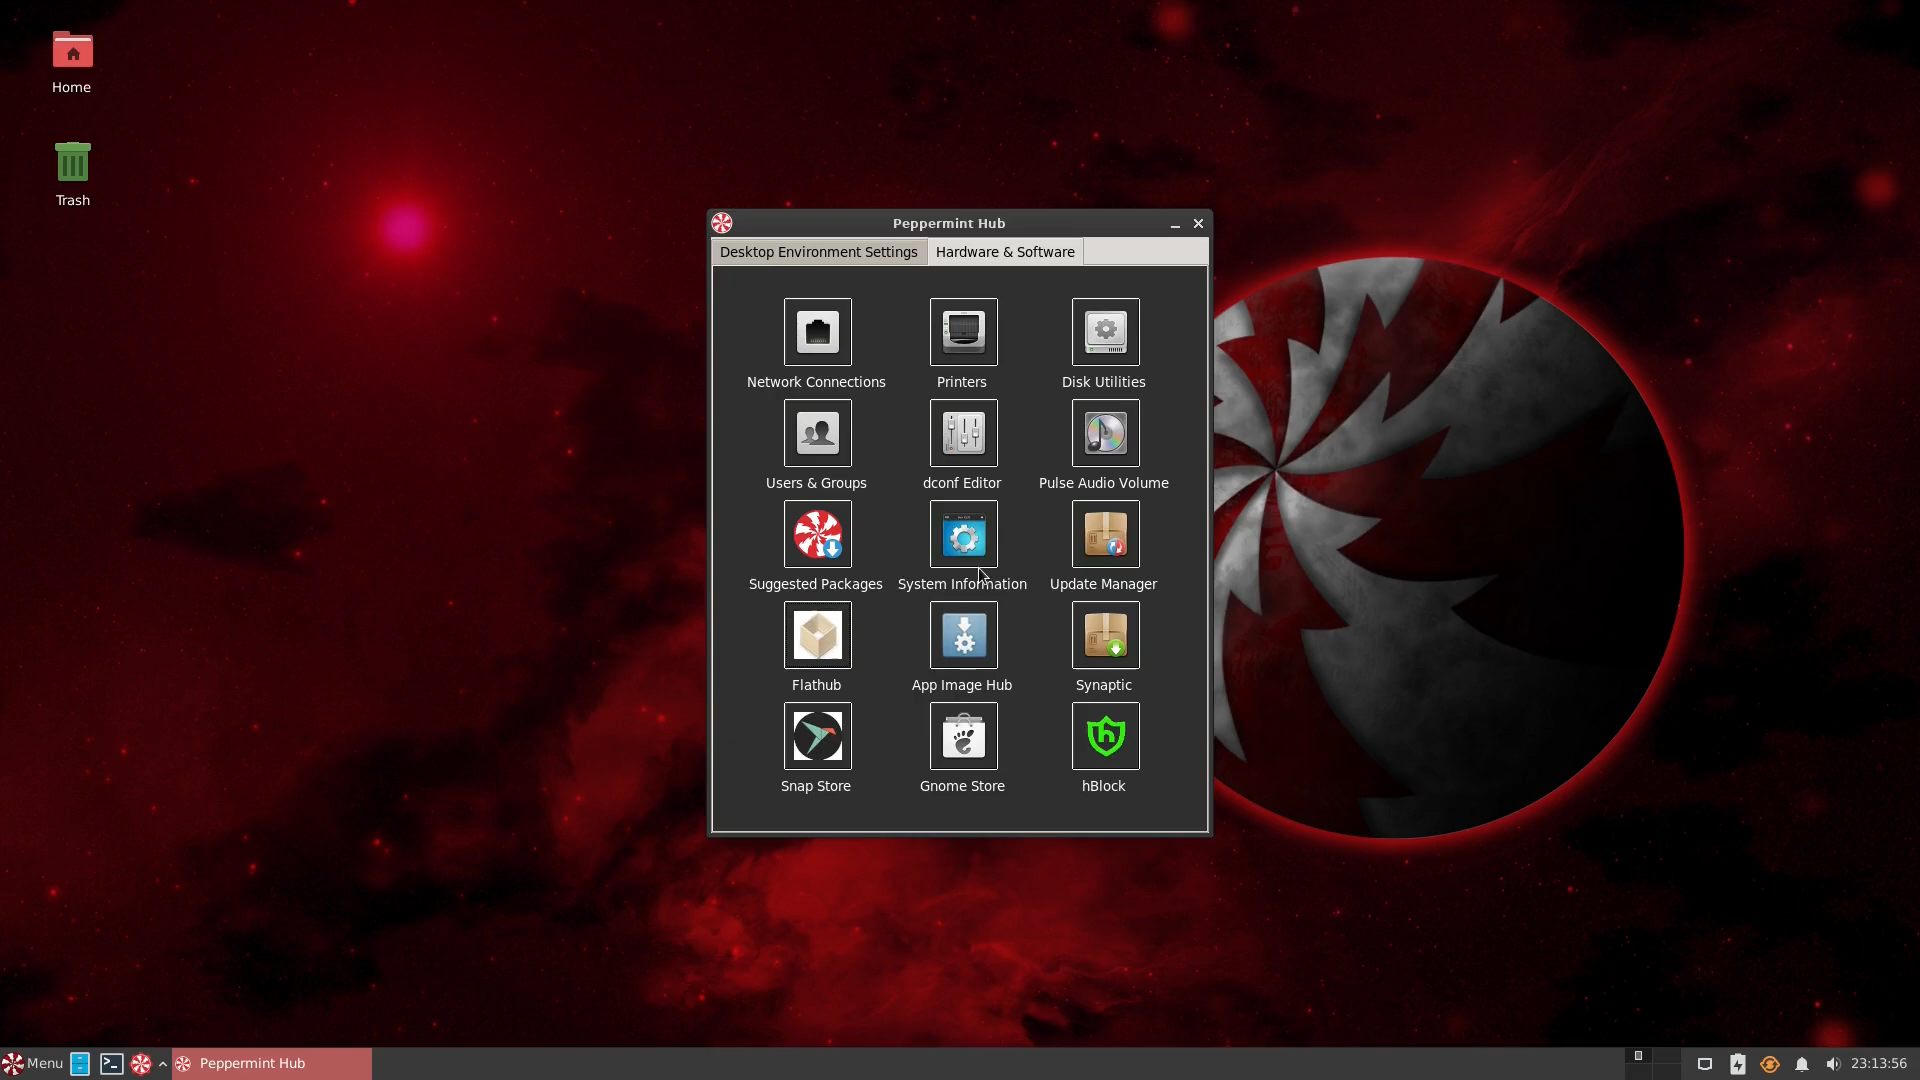 Home
Trash
Peppermint Hub
Desktop Environment Settings Hardware & Software
Network Connections Printers Disk Utilities
Users & Groups dconf Editor Pulse Audio Volume
Suggested Packages System Information Update Manager
Flathub App Image Hub Synaptic
Snap Store Gnome Store hBlock
Menu Peppermint Hub 23:13:56